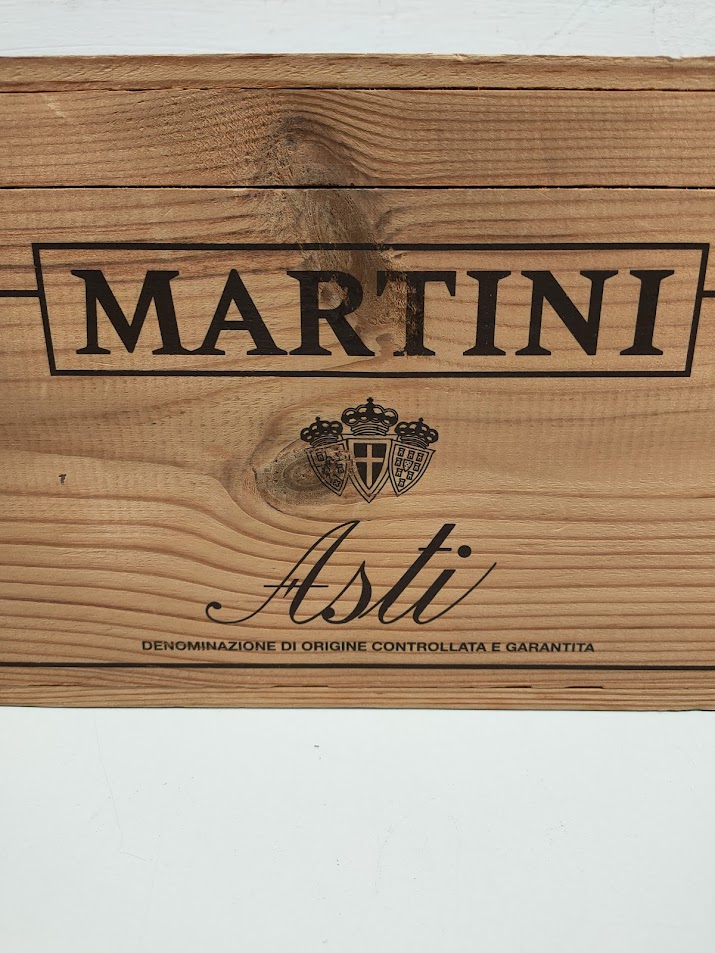 MARTINI
Asti
DENOMINAZIONE DI ORIGINE CONTROLLATA E GARANTITA